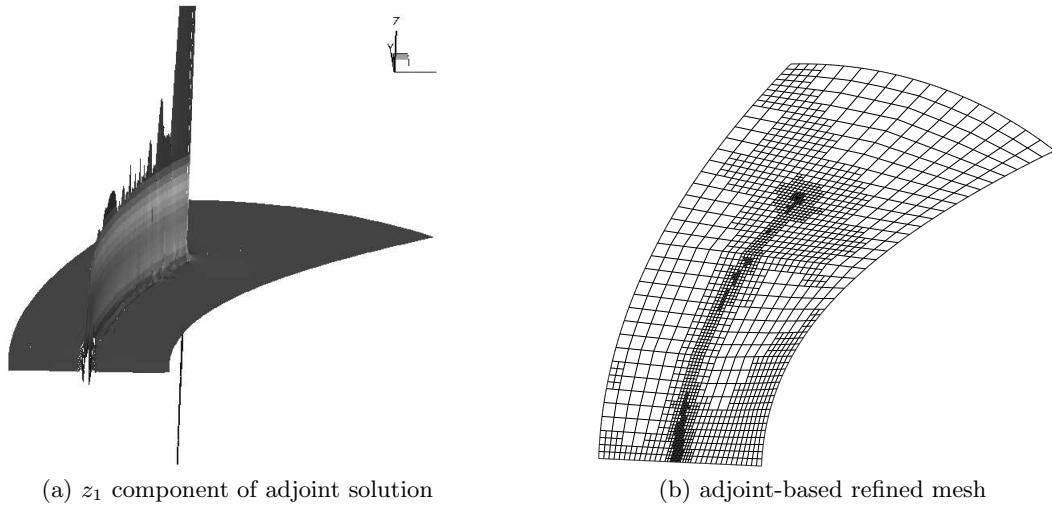 Z
Y
(a) z₁ component of adjoint solution
(b) adjoint-based refined mesh